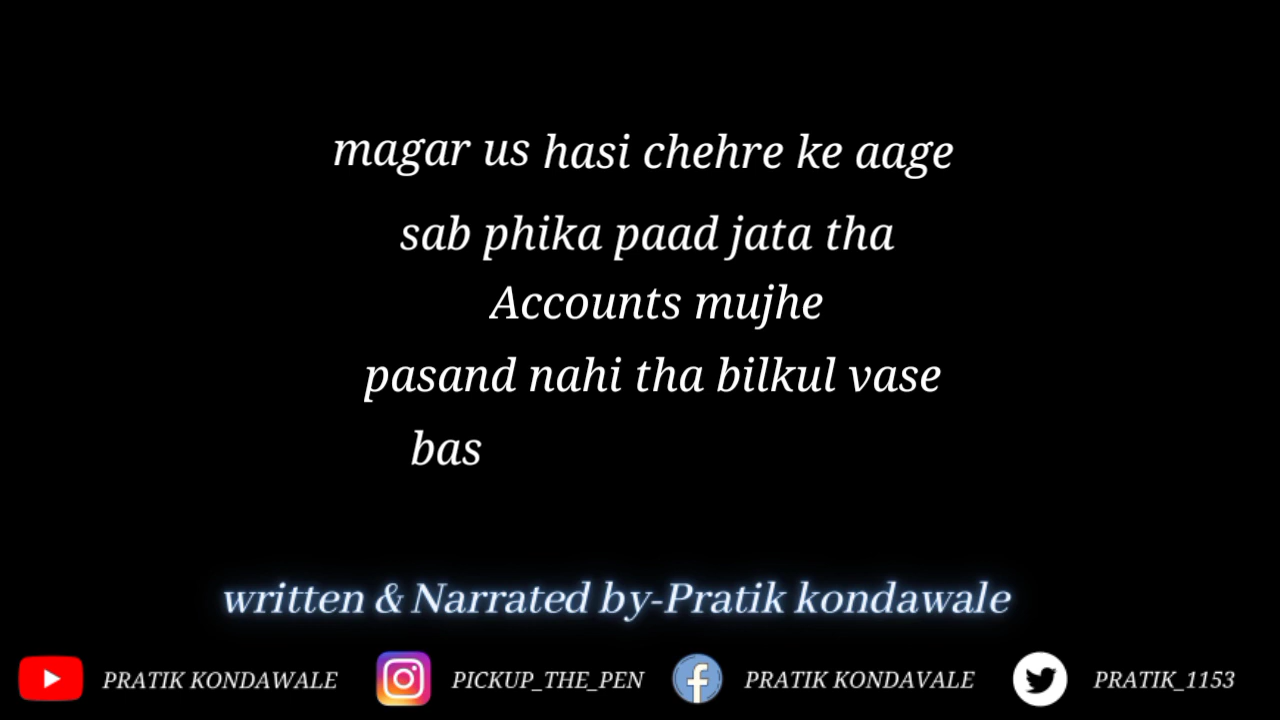 magar us hasi chehre ke aage
sab phika paad jata tha
Accounts mujhe
pasand nahi tha bilkul vase
bas
written & Narrated by-Pratik kondawale
PRATIK KONDAWALE PICKUP_THE_PEN PRATIK KONDAVALE PRATIK_1153